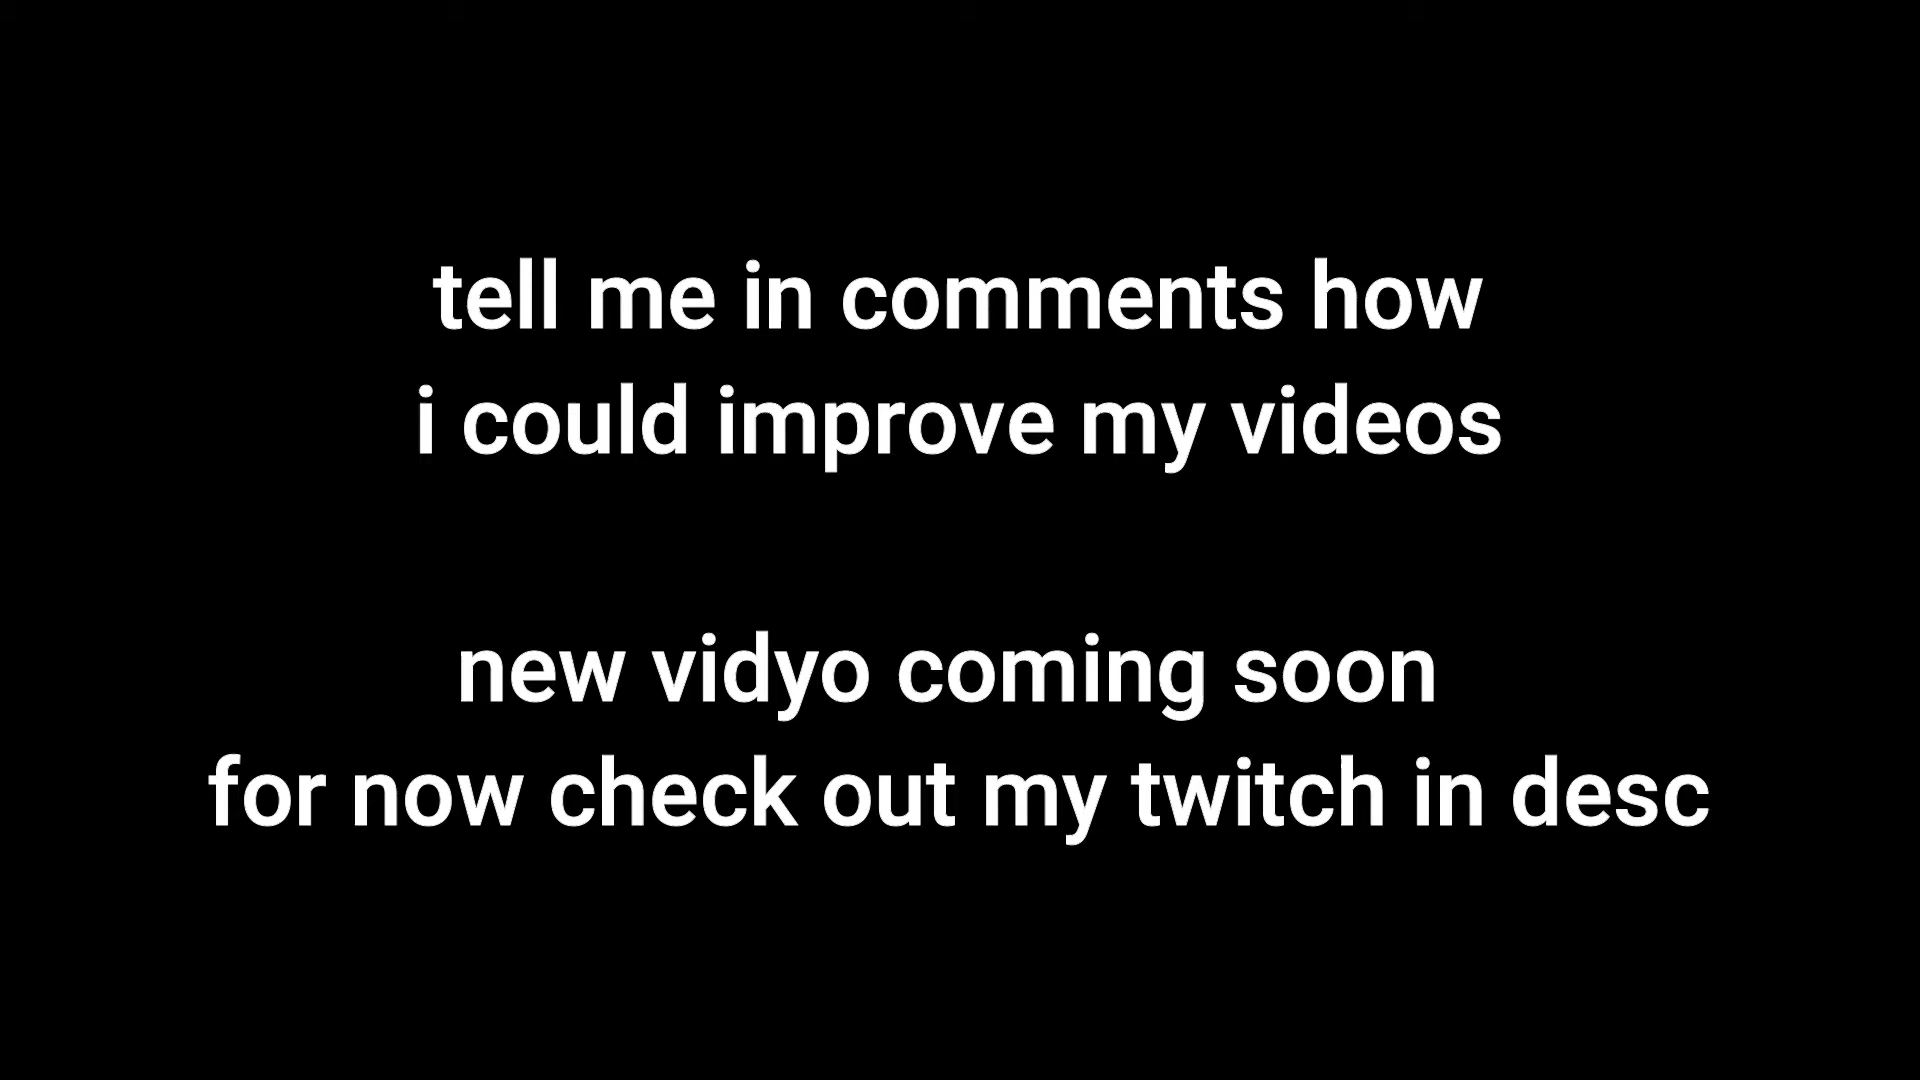 tell me in comments how
i could improve my videos
new vidyo coming soon
for now check out my twitch in desc